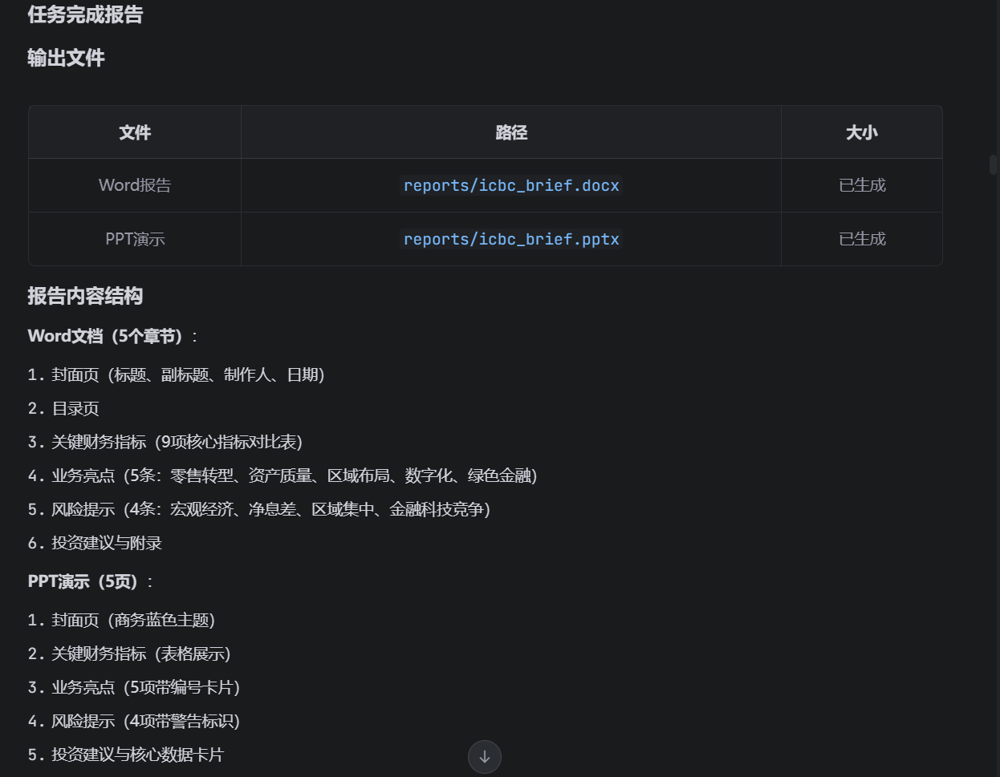 任务完成报告
输出文件
文件 路径 大小
Word报告 reports/icbc_brief.docx 已生成
PPT演示 reports/icbc_brief.pptx 已生成
报告内容结构
Word文档（5个章节）：
1. 封面页（标题、副标题、制作人、日期）
2. 目录页
3. 关键财务指标（9项核心指标对比表）
4. 业务亮点（5条：零售转型、资产质量、区域布局、数字化、绿色金融）
5. 风险提示（4条：宏观经济、净息差、区域集中、金融科技竞争）
6. 投资建议与附录
PPT演示（5页）：
1. 封面页（商务蓝色主题）
2. 关键财务指标（表格展示）
3. 业务亮点（5项带编号卡片）
4. 风险提示（4项带警告标识）
5. 投资建议与核心数据卡片